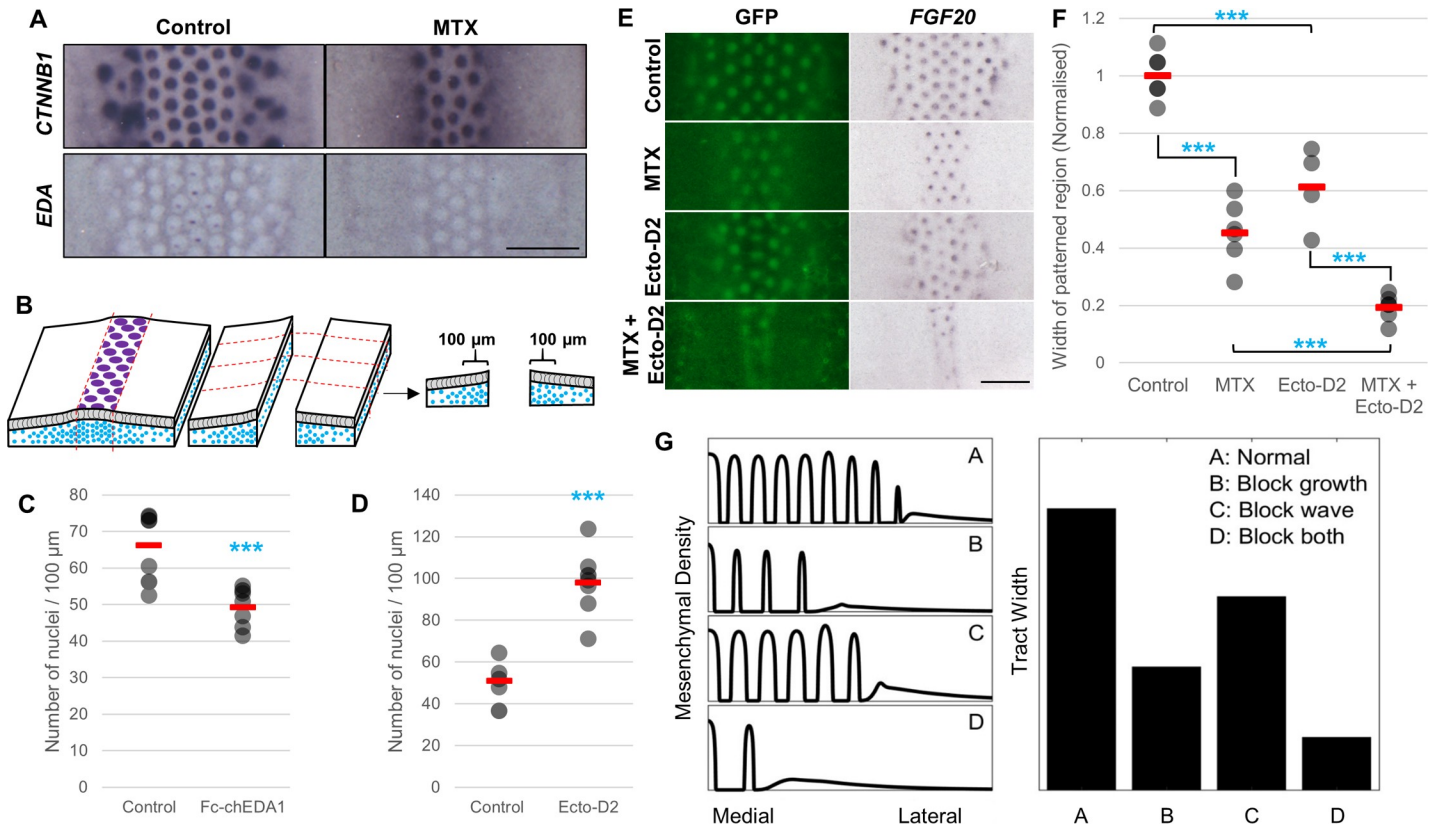 A
Control
MTX
CTNNB1
EDA
B
100 µm
100 µm
C
Number of nuclei / 100 µm
80
70
60
50
40
30
20
10
0
***
Control
Fc-chEDA1
D
Number of nuclei / 100 µm
140
120
100
80
60
40
20
0
***
Control
Ecto-D2
E
GFP
FGF20
Control
MTX
Ecto-D2
MTX +
Ecto-D2
F
Width of patterned region (Normalised)
1.2
1
0.8
0.6
0.4
0.2
0
***
***
***
***
Control
MTX
Ecto-D2
MTX +
Ecto-D2
G
Mesenchymal Density
A
B
C
D
Medial
Lateral
Tract Width
A: Normal
B: Block growth
C: Block wave
D: Block both
A
B
C
D